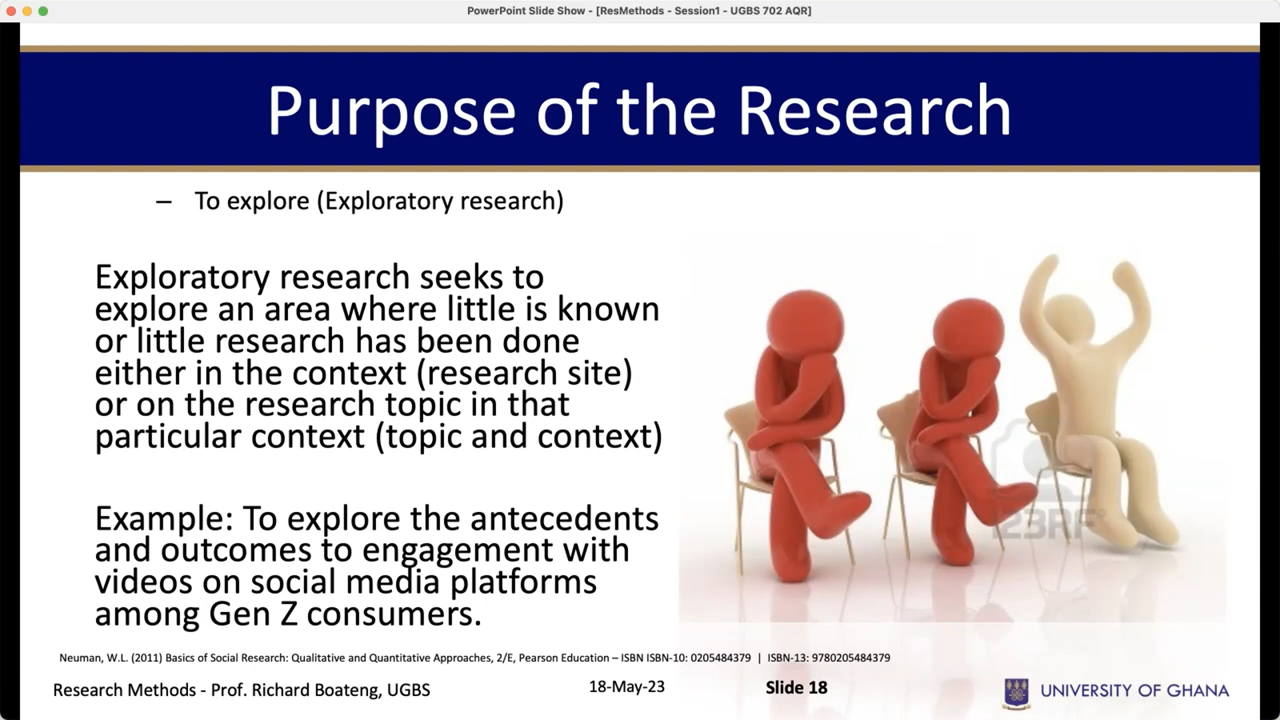 PowerPoint Slide Show - [ResMethods - Session1 - UGBS 702 AQR]
Purpose of the Research
– To explore (Exploratory research)
Exploratory research seeks to
explore an area where little is known
or little research has been done
either in the context (research site)
or on the research topic in that
particular context (topic and context)
Example: To explore the antecedents
and outcomes to engagement with
videos on social media platforms
among Gen Z consumers.
123RF
Neuman, W.L. (2011) Basics of Social Research: Qualitative and Quantitative Approaches, 2/E, Pearson Education – ISBN ISBN-10: 0205484379 | ISBN-13: 9780205484379
Research Methods - Prof. Richard Boateng, UGBS
18-May-23
Slide 18
UNIVERSITY OF GHANA